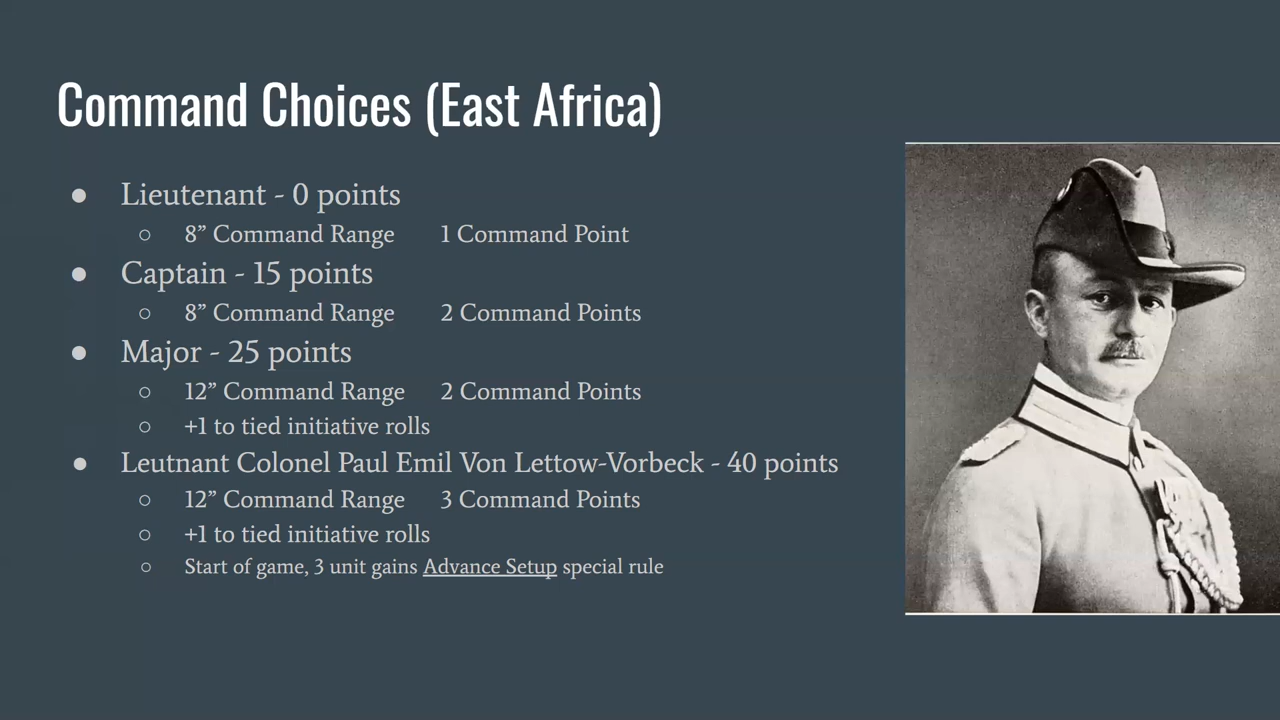 Command Choices (East Africa)
● Lieutenant - 0 points
○ 8” Command Range 1 Command Point
● Captain - 15 points
○ 8” Command Range 2 Command Points
● Major - 25 points
○ 12” Command Range 2 Command Points
○ +1 to tied initiative rolls
● Leutnant Colonel Paul Emil Von Lettow-Vorbeck - 40 points
○ 12” Command Range 3 Command Points
○ +1 to tied initiative rolls
○ Start of game, 3 unit gains Advance Setup special rule